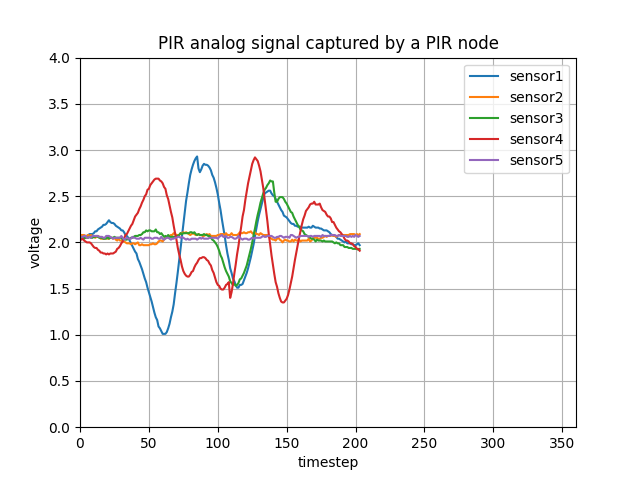 PIR analog signal captured by a PIR node
4.0
3.5
3.0
2.5
2.0
1.5
1.0
0.5
0.0
voltage
0 50 100 150 200 250 300 350
timestep
sensor1
sensor2
sensor3
sensor4
sensor5